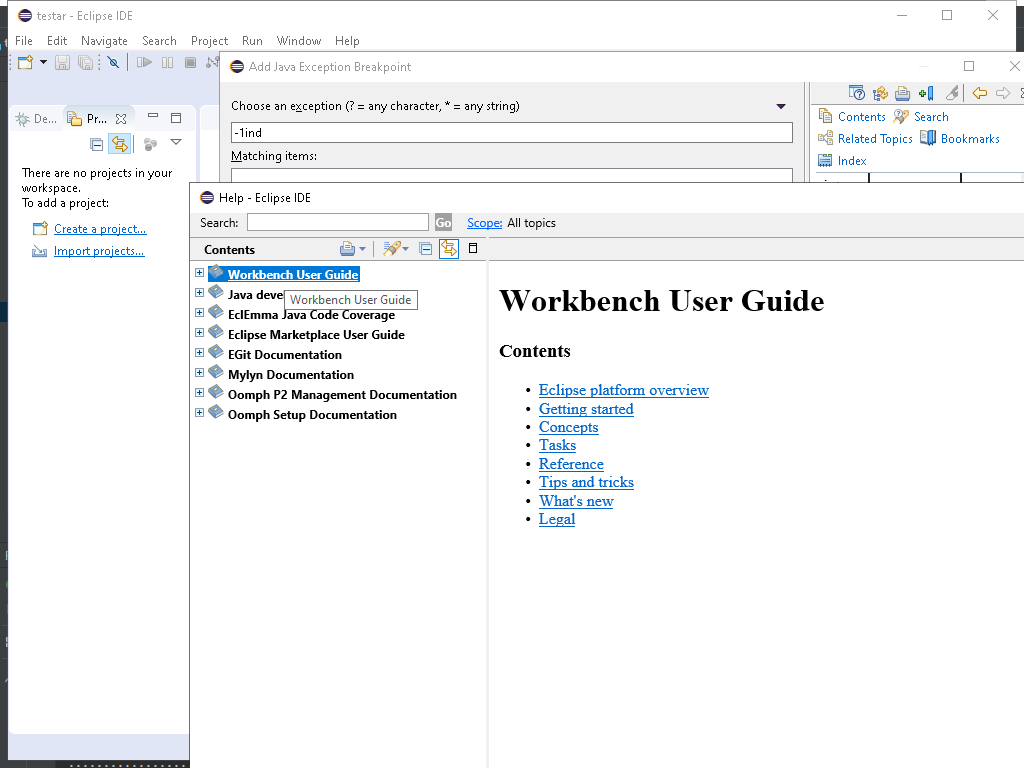 testar - Eclipse IDE
File Edit Navigate Search Project Run Window Help
Add Java Exception Breakpoint
Choose an exception (? = any character, * = any string)
-1ind
Matching items:
De...
Pr...
There are no projects in your
workspace.
To add a project:
Create a project...
Import projects...
Contents Search
Related Topics Bookmarks
Index
Help - Eclipse IDE
Search: Go Scope: All topics
Contents
Workbench User Guide
Java deve
Workbench User Guide
EclEmma Java Code Coverage
Eclipse Marketplace User Guide
EGit Documentation
Mylyn Documentation
Oomph P2 Management Documentation
Oomph Setup Documentation
Workbench User Guide
Contents
Eclipse platform overview
Getting started
Concepts
Tasks
Reference
Tips and tricks
What's new
Legal